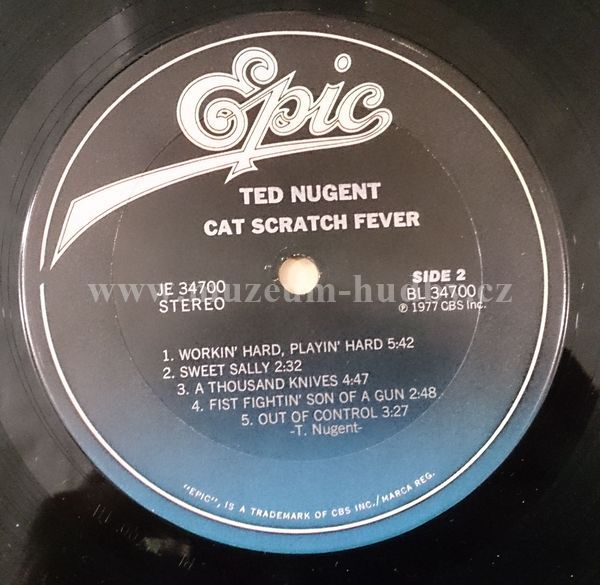 Epic
TED NUGENT
CAT SCRATCH FEVER
JE 34700
STEREO
SIDE 2
BL 34700
℗ 1977 CBS Inc.
www.muzeum-hudby.cz
1. WORKIN' HARD, PLAYIN' HARD 5:42
2. SWEET SALLY 2:32
3. A THOUSAND KNIVES 4:47
4. FIST FIGHTIN' SON OF A GUN 2:48
5. OUT OF CONTROL 3:27
-T. Nugent-
"EPIC", IS A TRADEMARK OF CBS INC./MARCA REG.